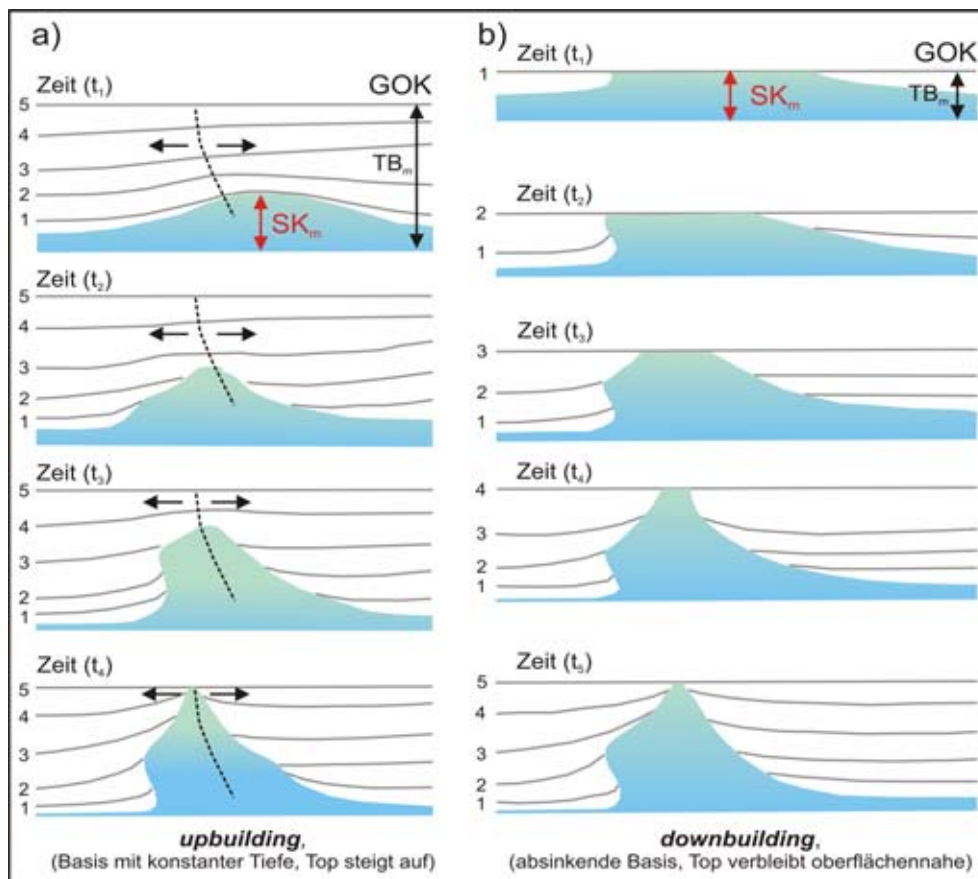 a)
Zeit (t₁)
GOK
5
4
3
2
1
TBₘ
SKₘ
Zeit (t₂)
5
4
3
2
1
Zeit (t₃)
5
4
3
2
1
Zeit (t₄)
5
4
3
2
1
upbuilding,
(Basis mit konstanter Tiefe, Top steigt auf)
b)
Zeit (t₁)
GOK
1
SKₘ
TBₘ
Zeit (t₂)
2
1
Zeit (t₃)
3
2
1
Zeit (t₄)
4
3
2
1
Zeit (t₅)
5
4
3
2
1
downbuilding,
(absinkende Basis, Top verbleibt oberflächennahe)